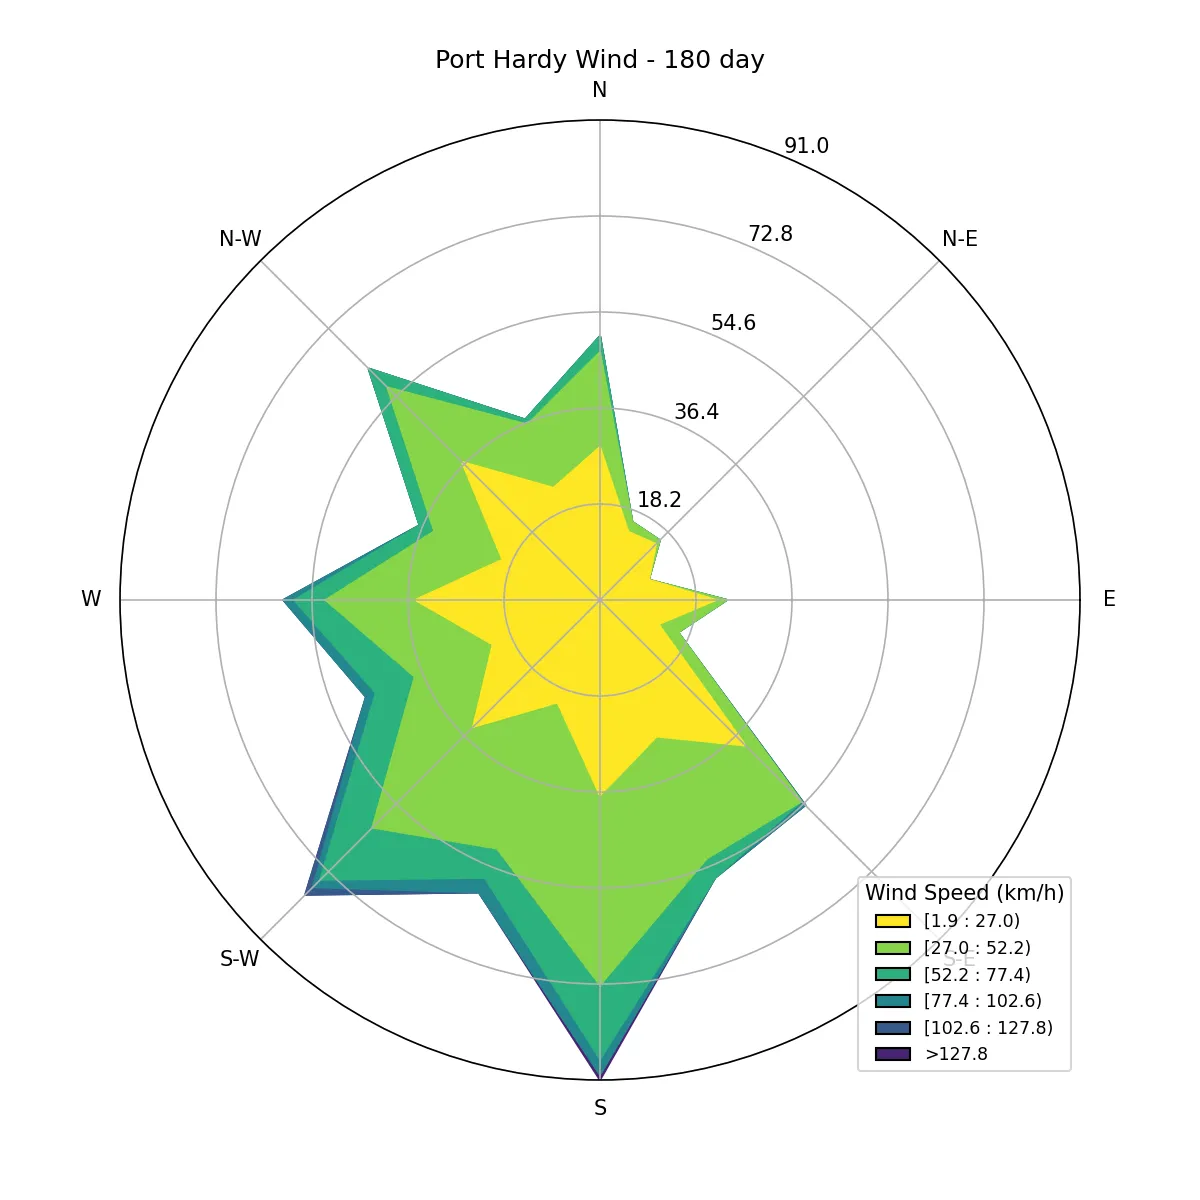 Port Hardy Wind - 180 day
N
91.0
72.8
N-W
N-E
54.6
36.4
18.2
W
E
S-W
S-E
Wind Speed (km/h)
[1.9 : 27.0)
[27.0 : 52.2)
[52.2 : 77.4)
[77.4 : 102.6)
[102.6 : 127.8)
>127.8
S